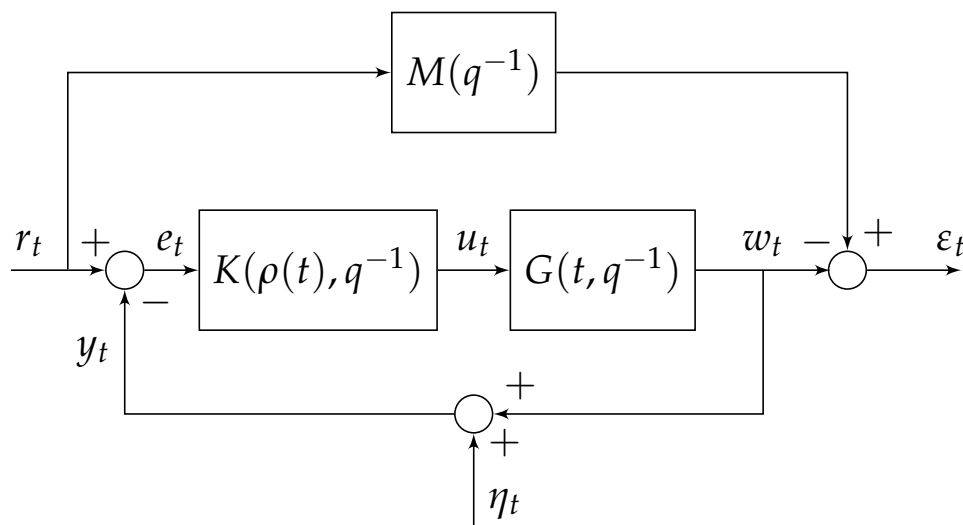 M(q⁻¹)
r_t
+
e_t
K(ρ(t), q⁻¹)
u_t
G(t, q⁻¹)
w_t
−
+
ε_t
−
y_t
+
+
η_t